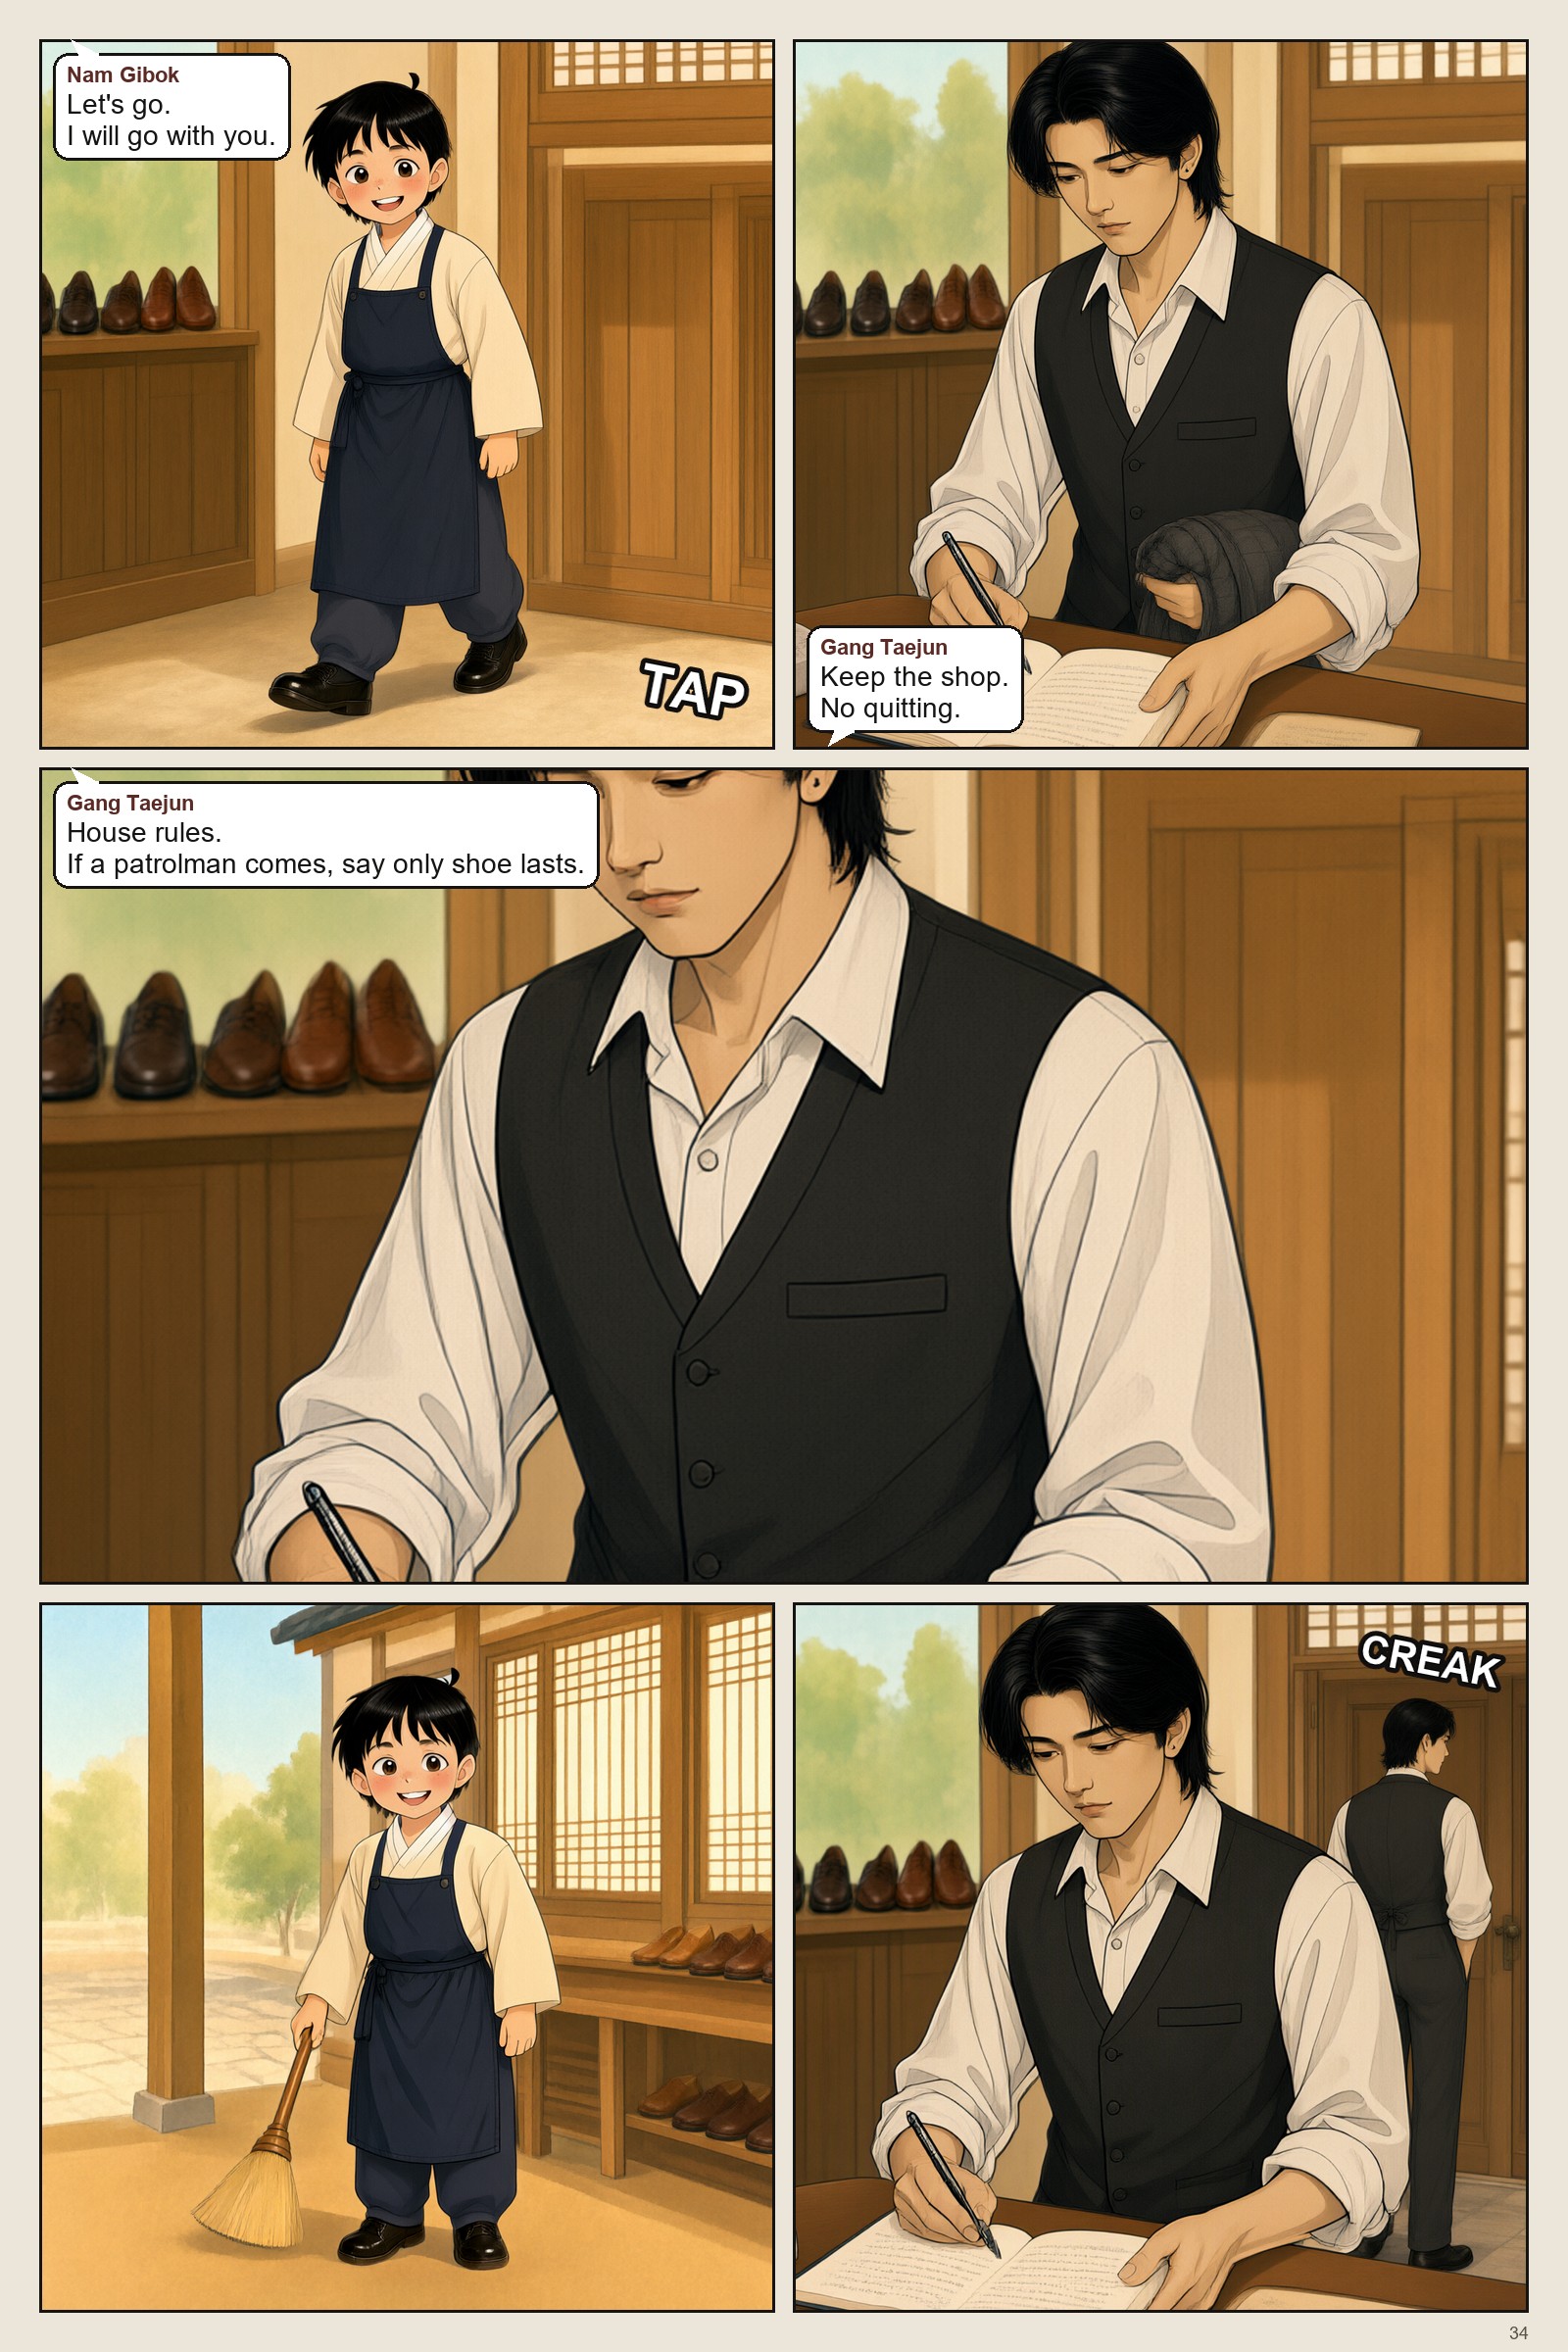 Nam Gibok
Let's go.
I will go with you.
TAP
Gang Taejun
Keep the shop.
No quitting.
Gang Taejun
House rules.
If a patrolman comes, say only shoe lasts.
CREAK
34